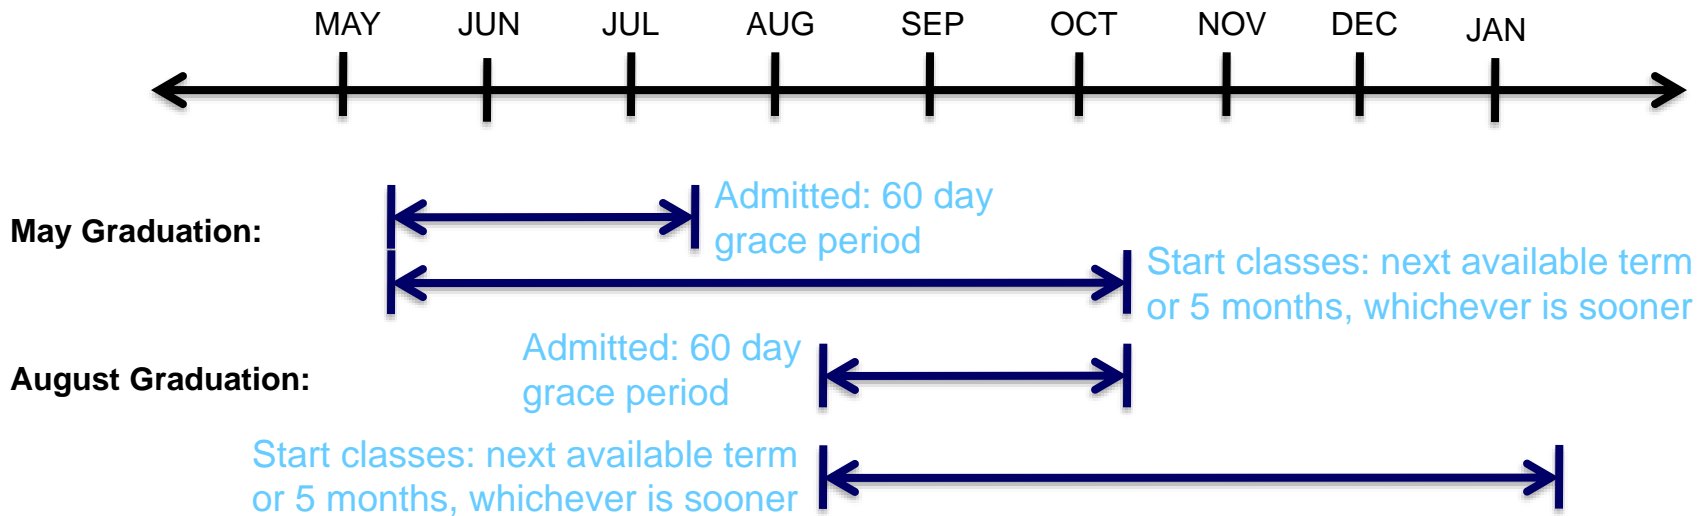 MAY JUN JUL AUG SEP OCT NOV DEC JAN
May Graduation:
Admitted: 60 day
grace period
Start classes: next available term
or 5 months, whichever is sooner
August Graduation:
Admitted: 60 day
grace period
Start classes: next available term
or 5 months, whichever is sooner